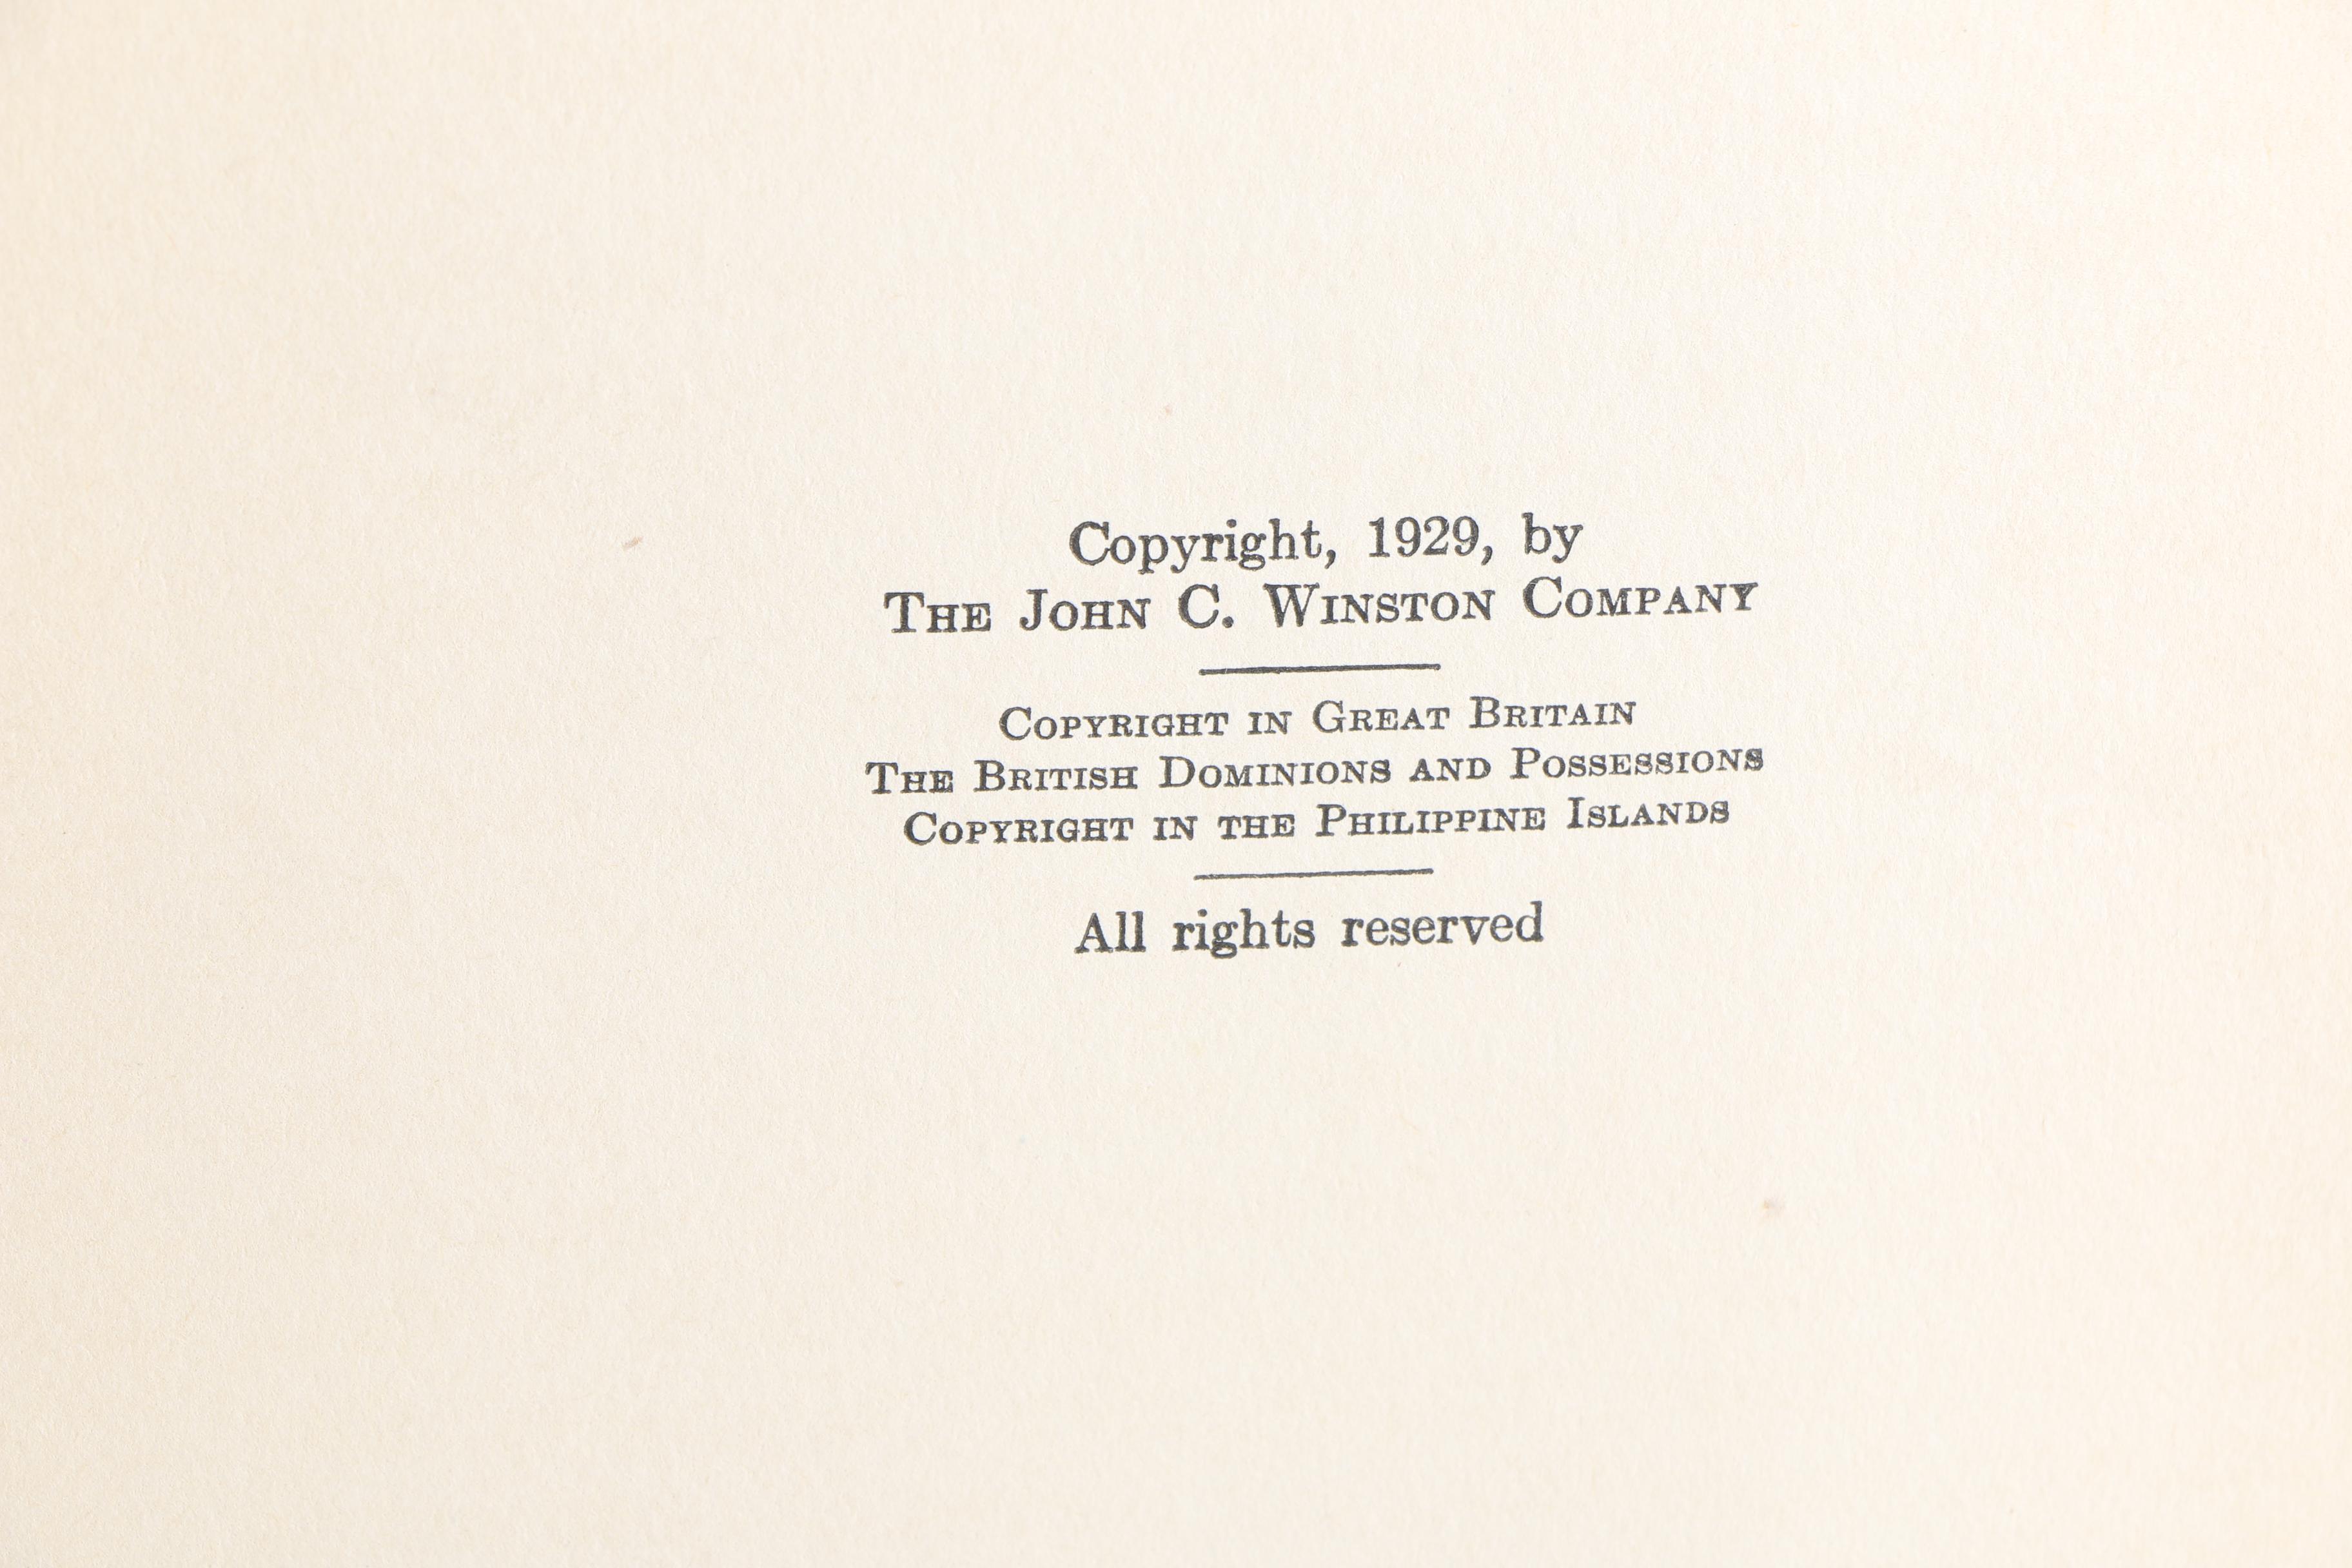 Copyright, 1929, by
The John C. Winston Company
Copyright in Great Britain
The British Dominions and Possessions
Copyright in the Philippine Islands
All rights reserved